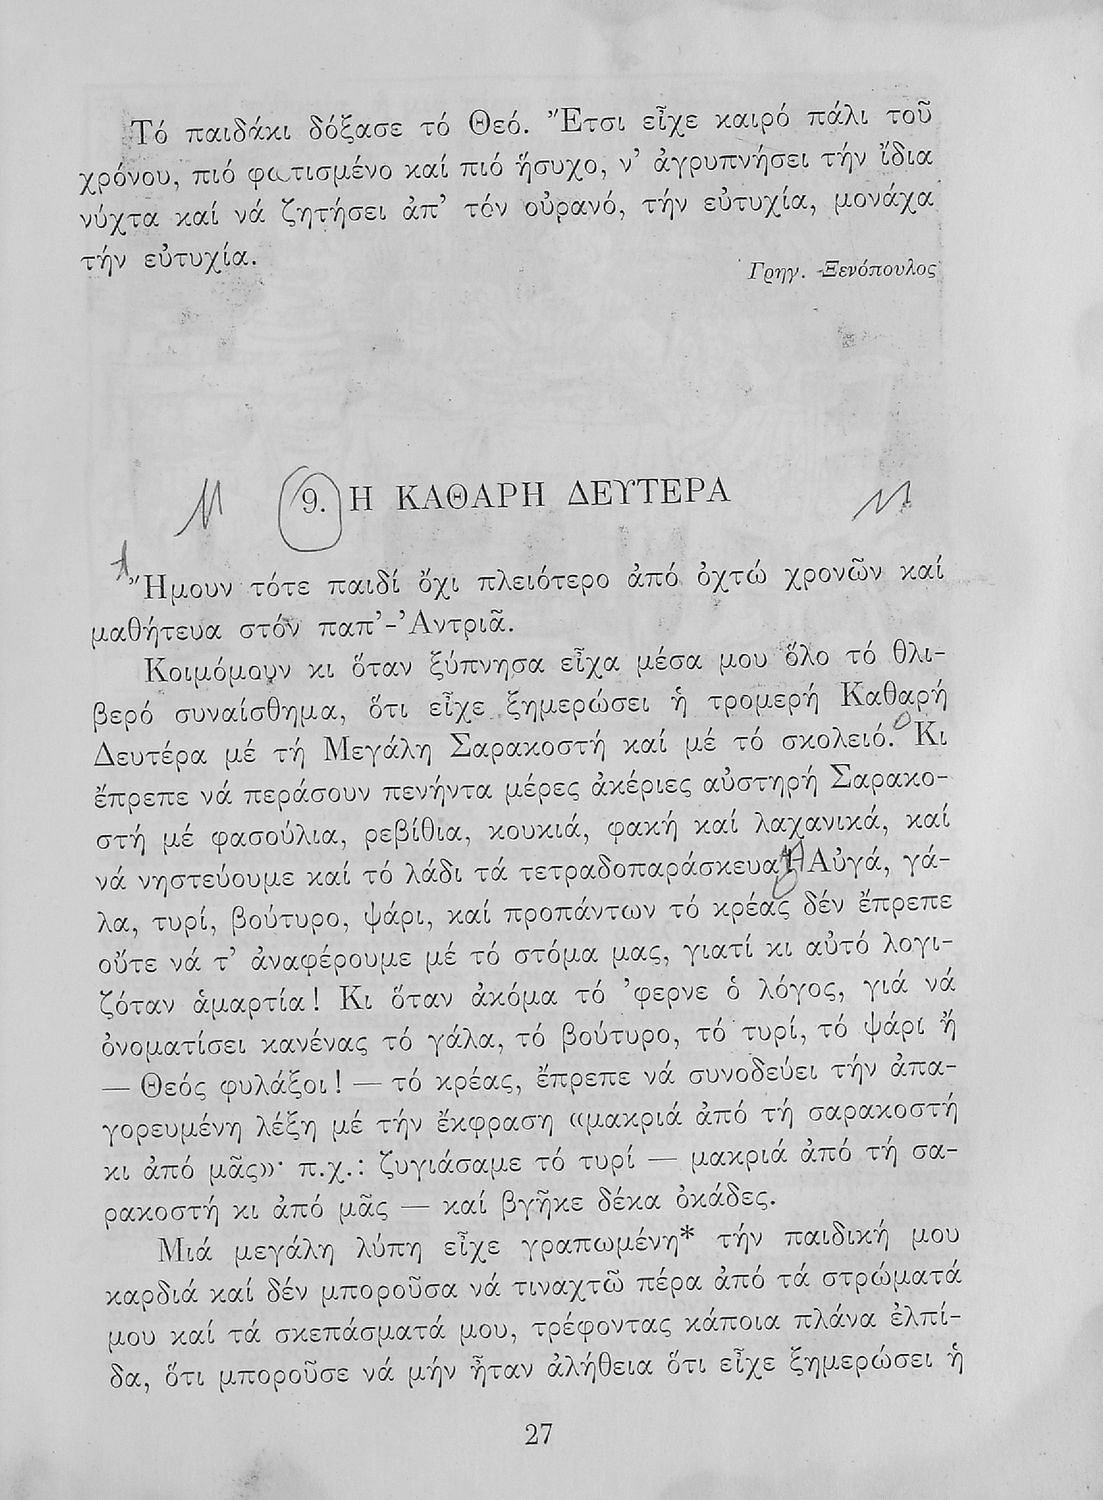 Τό παιδάκι δόξασε τό Θεό. Ἔτσι εἶχε καιρό πάλι τοῦ
χρόνου, πιό φωτισμένο καί πιό ἥσυχο, ν’ ἀγρυπνήσει τήν ἴδια
νύχτα καί νά ζητήσει ἀπ’ τόν οὐρανό, τήν εὐτυχία, μονάχα
τήν εὐτυχία.
Γρηγ. Ξενόπουλος
9. Η ΚΑΘΑΡΗ ΔΕΥΤΕΡΑ
Ἤμουν τότε παιδί ὄχι πλειότερο ἀπό ὀχτώ χρονῶν καί
μαθήτευα στόν παπ’-Ἀντριᾶ.
Κοιμόμουν κι ὅταν ξύπνησα εἶχα μέσα μου ὅλο τό θλι-
βερό συναίσθημα, ὅτι εἶχε ξημερώσει ἡ τρομερή Καθαρή
Δευτέρα μέ τή Μεγάλη Σαρακοστή καί μέ τό σκολειό. Κι
ἔπρεπε νά περάσουν πενήντα μέρες ἀκέριες αὐστηρή Σαρακο-
στή μέ φασούλια, ρεβίθια, κουκιά, φακή καί λαχανικά, καί
νά νηστεύουμε καί τό λάδι τά τετραδοπαράσκευα! Αὐγά, γά-
λα, τυρί, βούτυρο, ψάρι, καί προπάντων τό κρέας δέν ἔπρεπε
οὔτε νά τ’ ἀναφέρουμε μέ τό στόμα μας, γιατί κι αὐτό λογι-
ζόταν ἁμαρτία! Κι ὅταν ἀκόμα τό ’φερνε ὁ λόγος, γιά νά
ὀνοματίσει κανένας τό γάλα, τό βούτυρο, τό τυρί, τό ψάρι ἤ
— Θεός φυλάξοι! — τό κρέας, ἔπρεπε νά συνοδεύει τήν ἀπα-
γορευμένη λέξη μέ τήν ἔκφραση «μακριά ἀπό τή σαρακοστή
κι ἀπό μᾶς»· π.χ.: ζυγιάσαμε τό τυρί — μακριά ἀπό τή σα-
ρακοστή κι ἀπό μᾶς — καί βγῆκε δέκα ὀκάδες.
Μιά μεγάλη λύπη εἶχε γραπωμένη* τήν παιδική μου
καρδιά καί δέν μποροῦσα νά τιναχτῶ πέρα ἀπό τά στρώματά
μου καί τά σκεπάσματά μου, τρέφοντας κάποια πλάνα ἐλπί-
δα, ὅτι μποροῦσε νά μήν ἦταν ἀλήθεια ὅτι εἶχε ξημερώσει ἡ
27